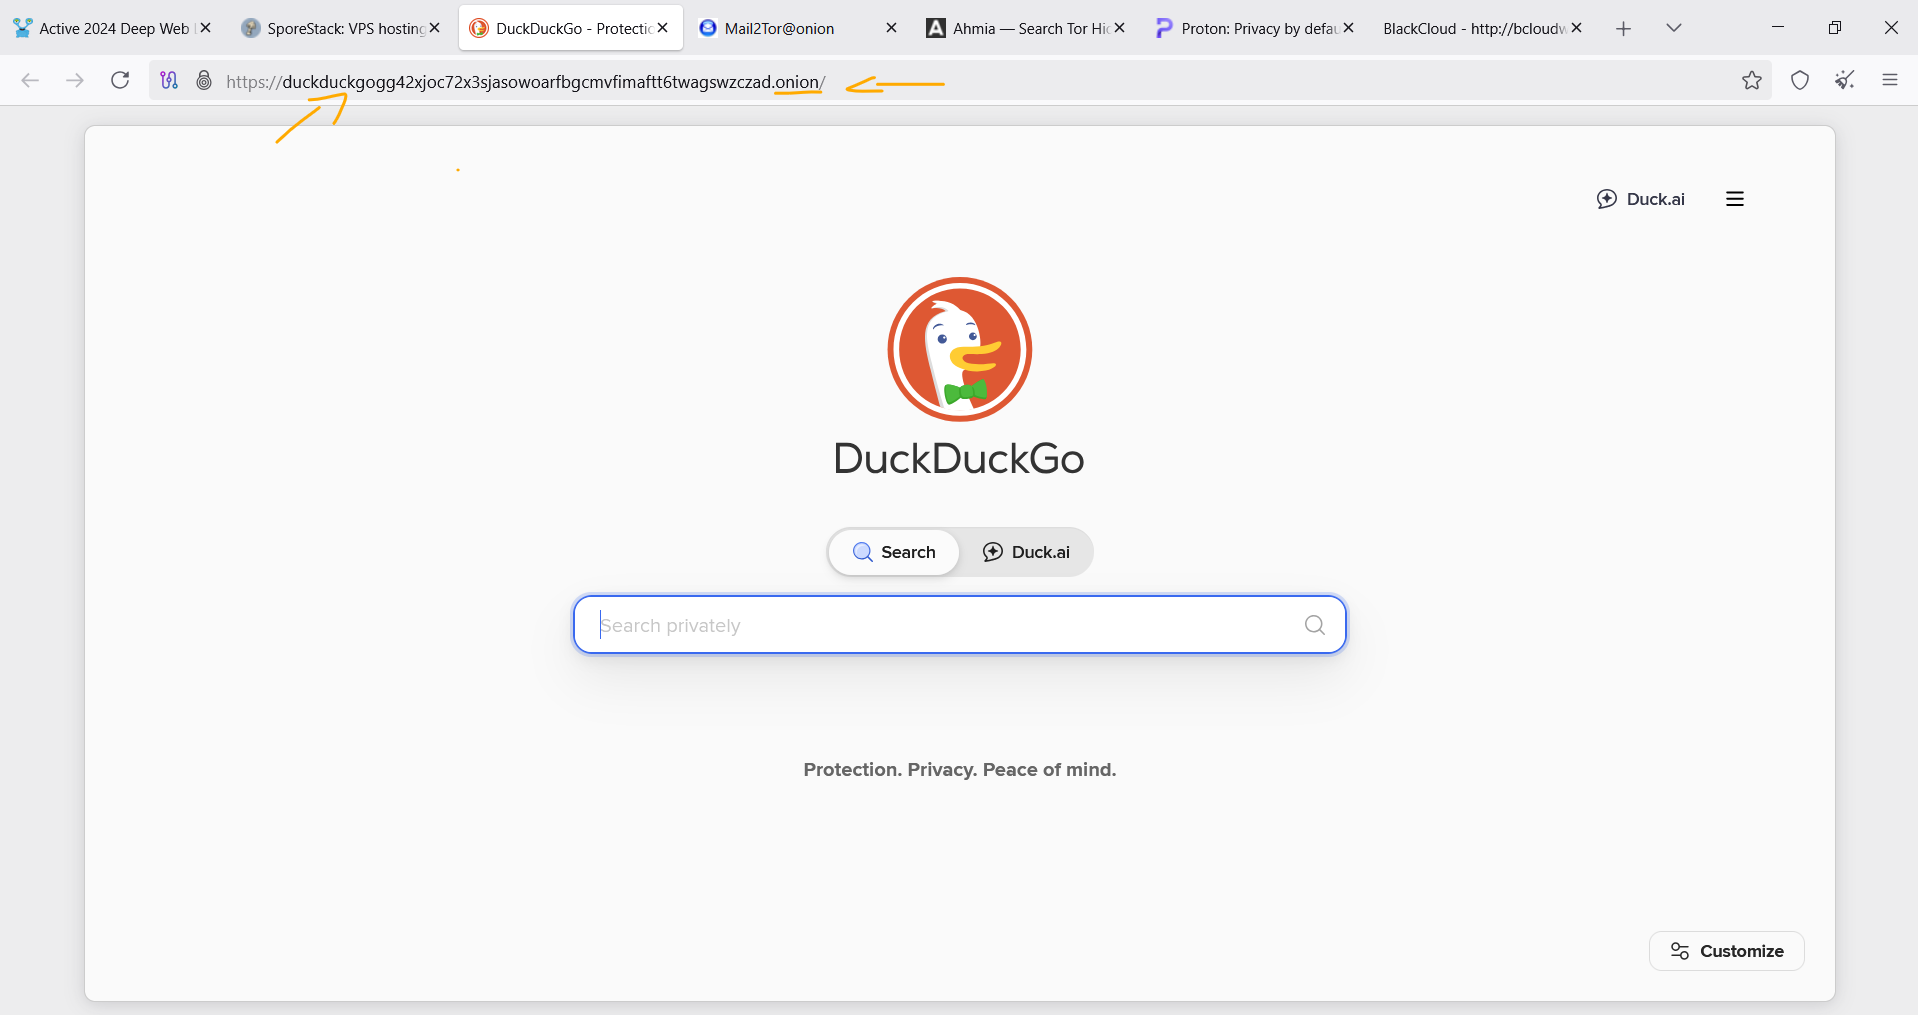 Active 2024 Deep Web
SporeStack: VPS hosting
DuckDuckGo - Protectic
Mail2Tor@onion
Ahmia — Search Tor Hic
Proton: Privacy by defau
BlackCloud - http://bcloudw
https://duckduckgogg42xjoc72x3sjasowoarfbgcmvfimaftt6twagswzczad.onion/
Duck.ai
DuckDuckGo
Search
Duck.ai
Search privately
Protection. Privacy. Peace of mind.
Customize